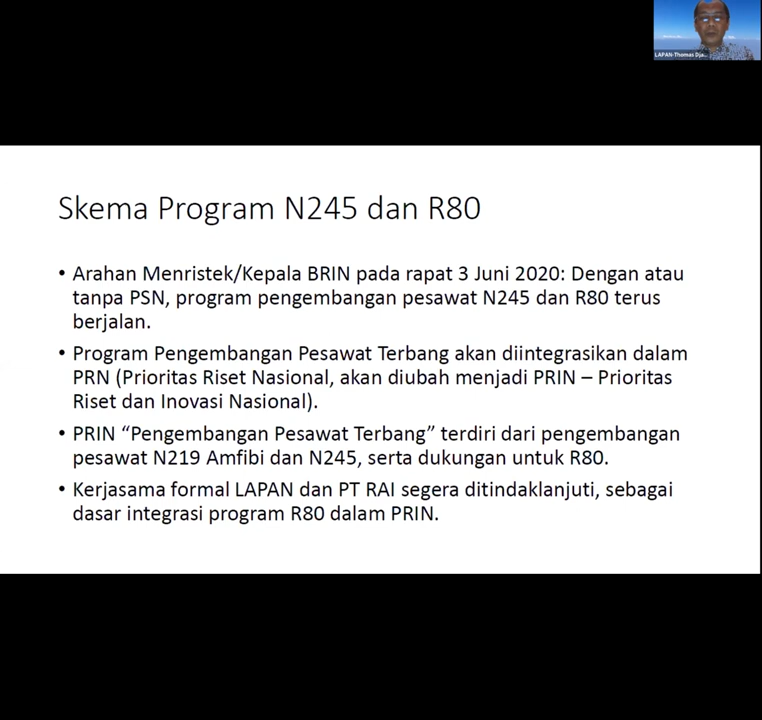 LAPAN-Thomas Dja...
Skema Program N245 dan R80
• Arahan Menristek/Kepala BRIN pada rapat 3 Juni 2020: Dengan atau
tanpa PSN, program pengembangan pesawat N245 dan R80 terus
berjalan.
• Program Pengembangan Pesawat Terbang akan diintegrasikan dalam
PRN (Prioritas Riset Nasional, akan diubah menjadi PRIN – Prioritas
Riset dan Inovasi Nasional).
• PRIN “Pengembangan Pesawat Terbang” terdiri dari pengembangan
pesawat N219 Amfibi dan N245, serta dukungan untuk R80.
• Kerjasama formal LAPAN dan PT RAI segera ditindaklanjuti, sebagai
dasar integrasi program R80 dalam PRIN.